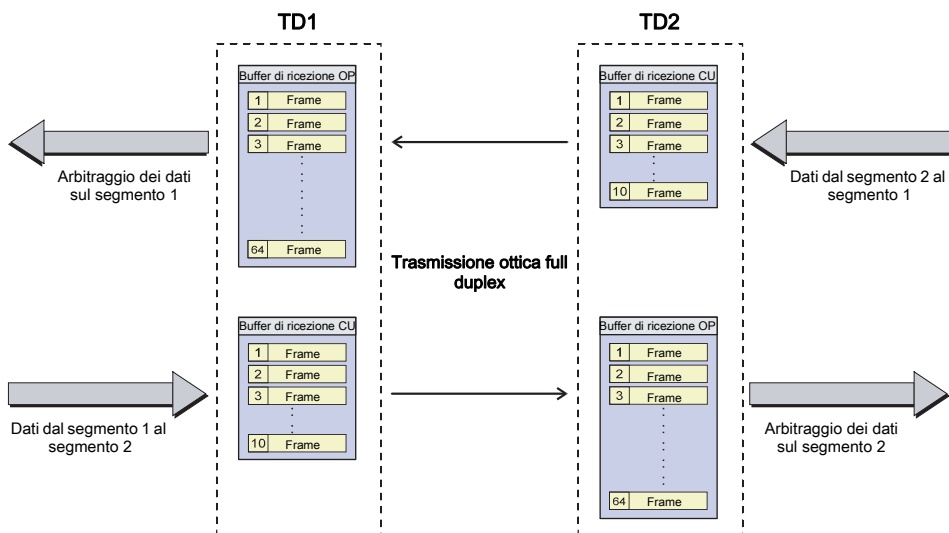 TD1
TD2
Buffer di ricezione OP
1 Frame
2 Frame
3 Frame
64 Frame
Buffer di ricezione CU
1 Frame
2 Frame
3 Frame
10 Frame
Arbitraggio dei dati
sul segmento 1
Dati dal segmento 2 al
segmento 1
Trasmissione ottica full
duplex
Buffer di ricezione CU
1 Frame
2 Frame
3 Frame
10 Frame
Buffer di ricezione OP
1 Frame
2 Frame
3 Frame
64 Frame
Dati dal segmento 1 al
segmento 2
Arbitraggio dei dati
sul segmento 2